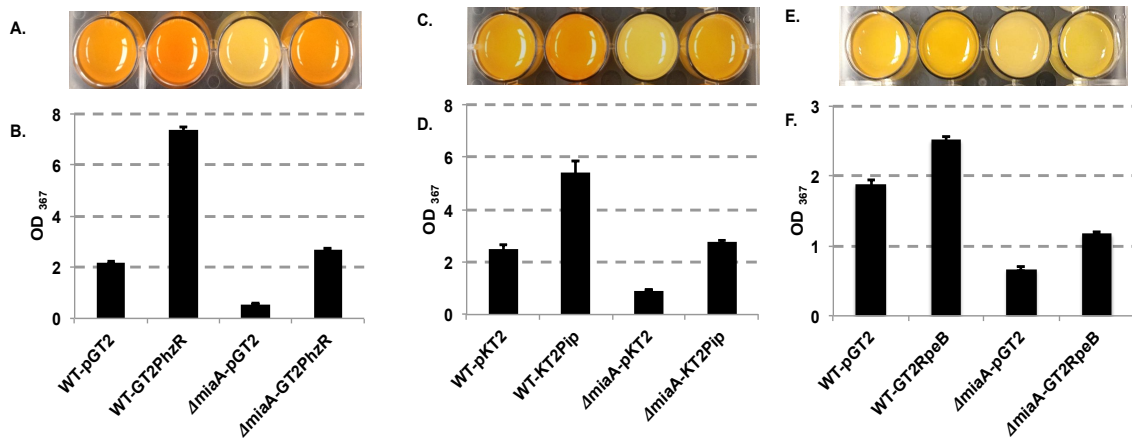 A.
B.
8
6
4
2
0
OD 367
WT-pGT2
WT-GT2PhzR
ΔmiaA-pGT2
ΔmiaA-GT2PhzR
C.
D.
8
6
4
2
0
OD 367
WT-pKT2
WT-KT2Pip
ΔmiaA-pKT2
ΔmiaA-KT2Pip
E.
F.
3
2
1
0
OD 367
WT-pGT2
WT-GT2RpeB
ΔmiaA-pGT2
ΔmiaA-GT2RpeB